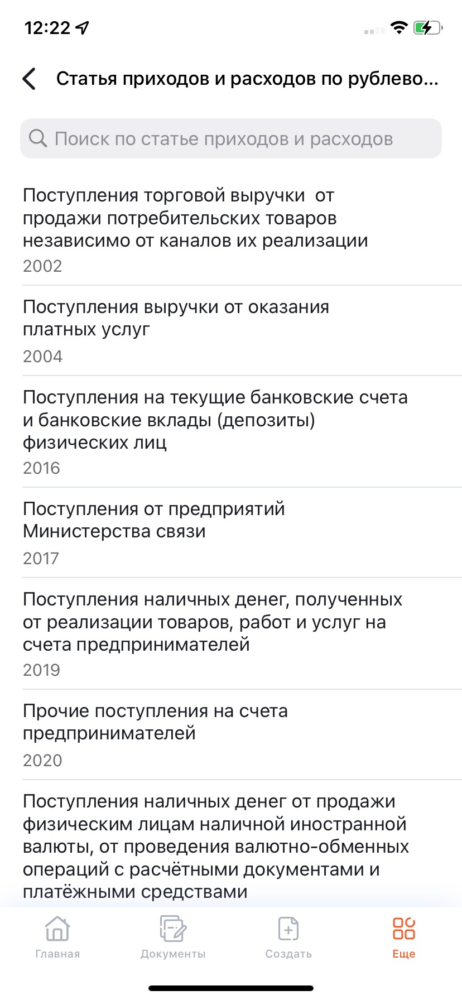 12:22
Статья приходов и расходов по рублево...
Поиск по статье приходов и расходов
Поступления торговой выручки  от
продажи потребительских товаров
независимо от каналов их реализации
2002
Поступления выручки от оказания
платных услуг
2004
Поступления на текущие банковские счета
и банковские вклады (депозиты)
физических лиц
2016
Поступления от предприятий
Министерства связи
2017
Поступления наличных денег, полученных
от реализации товаров, работ и услуг на
счета предпринимателей
2019
Прочие поступления на счета
предпринимателей
2020
Поступления наличных денег от продажи
физическим лицам наличной иностранной
валюты, от проведения валютно-обменных
операций с расчётными документами и
платёжными средствами
Главная
Документы
Создать
Еще